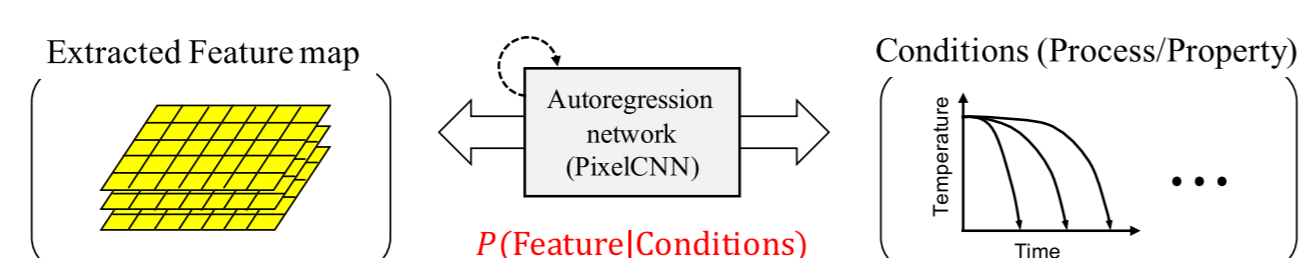 Extracted Feature map
Autoregression
network
(PixelCNN)
P(Feature|Conditions)
Conditions (Process/Property)
Temperature
Time
•••